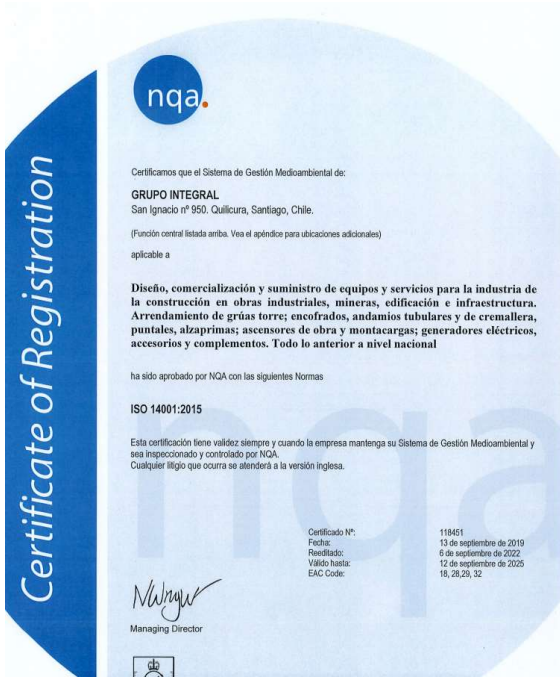 nqa.
Certificate of Registration
Certificamos que el Sistema de Gestión Medioambiental de:
GRUPO INTEGRAL
San Ignacio nº 950. Quilicura, Santiago, Chile.
(Función central listada arriba. Vea el apéndice para ubicaciones adicionales)
aplicable a
Diseño, comercialización y suministro de equipos y servicios para la industria de
la construcción en obras industriales, mineras, edificación e infraestructura.
Arrendamiento de grúas torre; encofrados, andamios tubulares y de cremallera,
puntales, alzaprimas; ascensores de obra y montacargas; generadores eléctricos,
accesorios y complementos. Todo lo anterior a nivel nacional
ha sido aprobado por NQA con las siguientes Normas
ISO 14001:2015
Esta certificación tiene validez siempre y cuando la empresa mantenga su Sistema de Gestión Medioambiental y
sea inspeccionado y controlado por NQA.
Cualquier litigio que ocurra se atenderá a la versión inglesa.
Certificado Nº: 118451
Fecha: 13 de septiembre de 2019
Reeditado: 6 de septiembre de 2022
Válido hasta: 12 de septiembre de 2025
EAC Code: 18, 28,29, 32
Managing Director
nqa